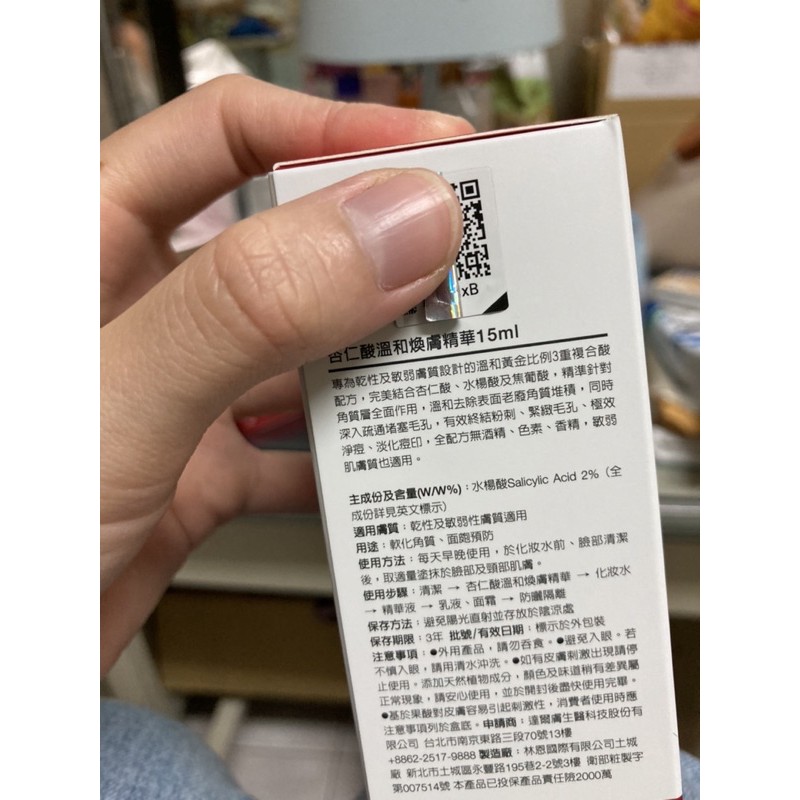 xB
杏仁酸溫和煥膚精華15ml
專為乾性及敏弱膚質設計的溫和黃金比例3重複合酸
配方，完美結合杏仁酸、水楊酸及焦葡酸，精準針對
角質層全面作用，溫和去除表面老廢角質堆積，同時
深入疏通堵塞毛孔，有效終結粉刺、緊緻毛孔、極效
淨痘、淡化痘印，全配方無酒精、色素、香精，敏弱
肌膚質也適用。
主成份及含量(W/W%)：水楊酸Salicylic Acid 2%（全
成份詳見英文標示）
適用膚質：乾性及敏弱性膚質適用
用途：軟化角質、面皰預防
使用方法：每天早晚使用，於化妝水前、臉部清潔
後，取適量塗抹於臉部及頸部肌膚。
使用步驟：清潔 → 杏仁酸溫和煥膚精華 → 化妝水
→ 精華液 → 乳液、面霜 → 防曬隔離
保存方法：避免陽光直射並存放於陰涼處
保存期限：3年 批號/有效日期：標示於外包裝
注意事項：●外用產品，請勿吞食。●避免入眼。若
不慎入眼，請用清水沖洗。●如有皮膚刺激出現請停
止使用。添加天然植物成分，顏色及味道稍有差異屬
正常現象，請安心使用，並於開封後盡快使用完畢。
●基於果酸對皮膚容易引起刺激性，消費者使用時應
注意事項列於盒底。申請商：達爾膚生醫科技股份有
限公司 台北市南京東路三段70號13樓
+8862-2517-9888 製造廠：林恩國際有限公司土城
廠 新北市土城區永豐路195巷2-2號3樓 衛部粧製字
第007514號 本產品已投保產品責任險2000萬